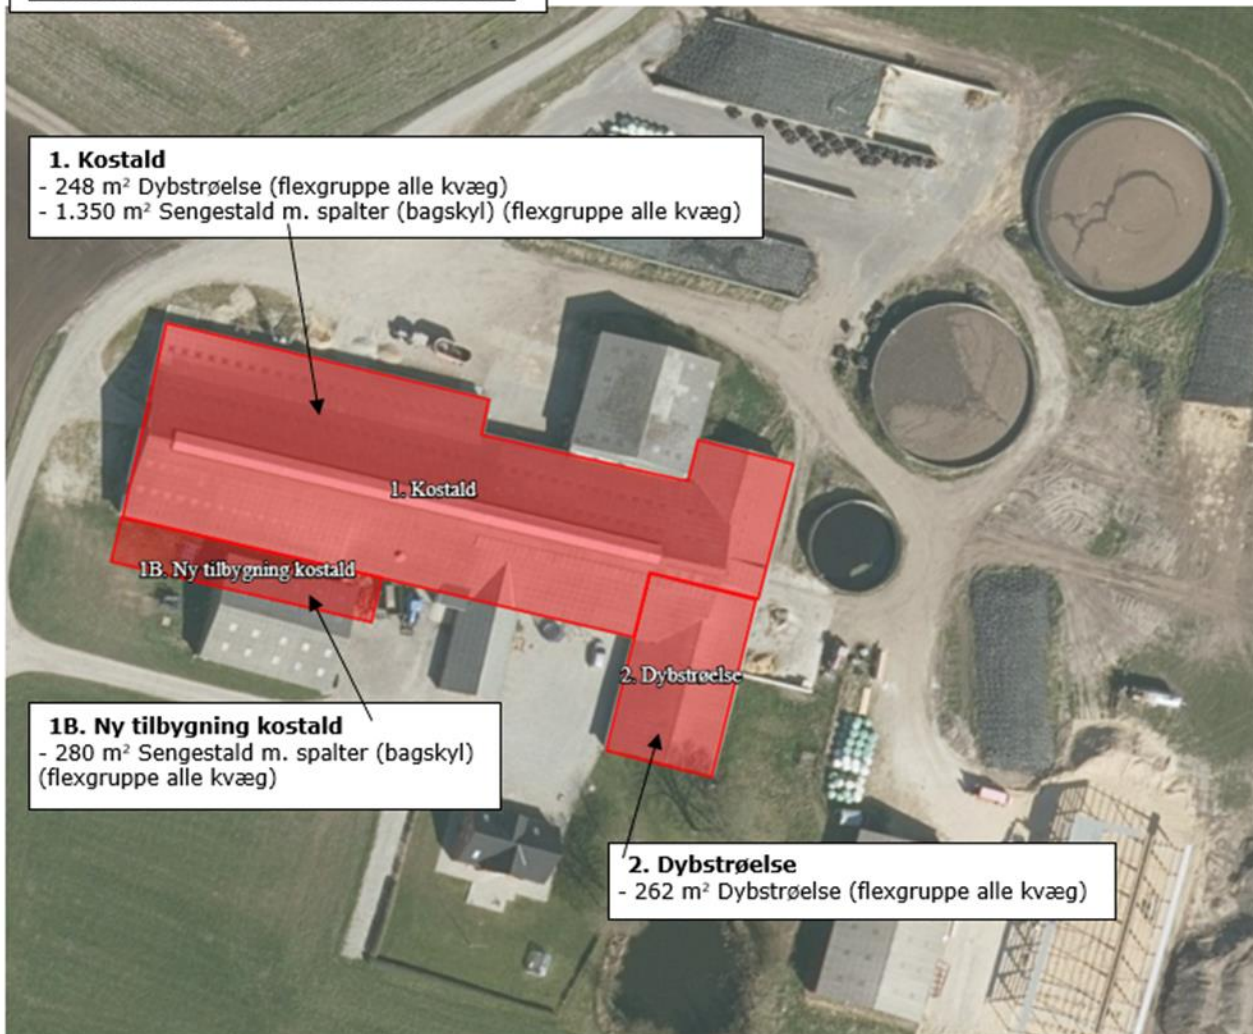 1. Kostald
- 248 m² Dybstrøelse (flexgruppe alle kvæg)
- 1.350 m² Sengestald m. spalter (bagskyl) (flexgruppe alle kvæg)
1. Kostald
1B. Ny tilbygning kostald
2. Dybstrøelse
1B. Ny tilbygning kostald
- 280 m² Sengestald m. spalter (bagskyl)
(flexgruppe alle kvæg)
2. Dybstrøelse
- 262 m² Dybstrøelse (flexgruppe alle kvæg)